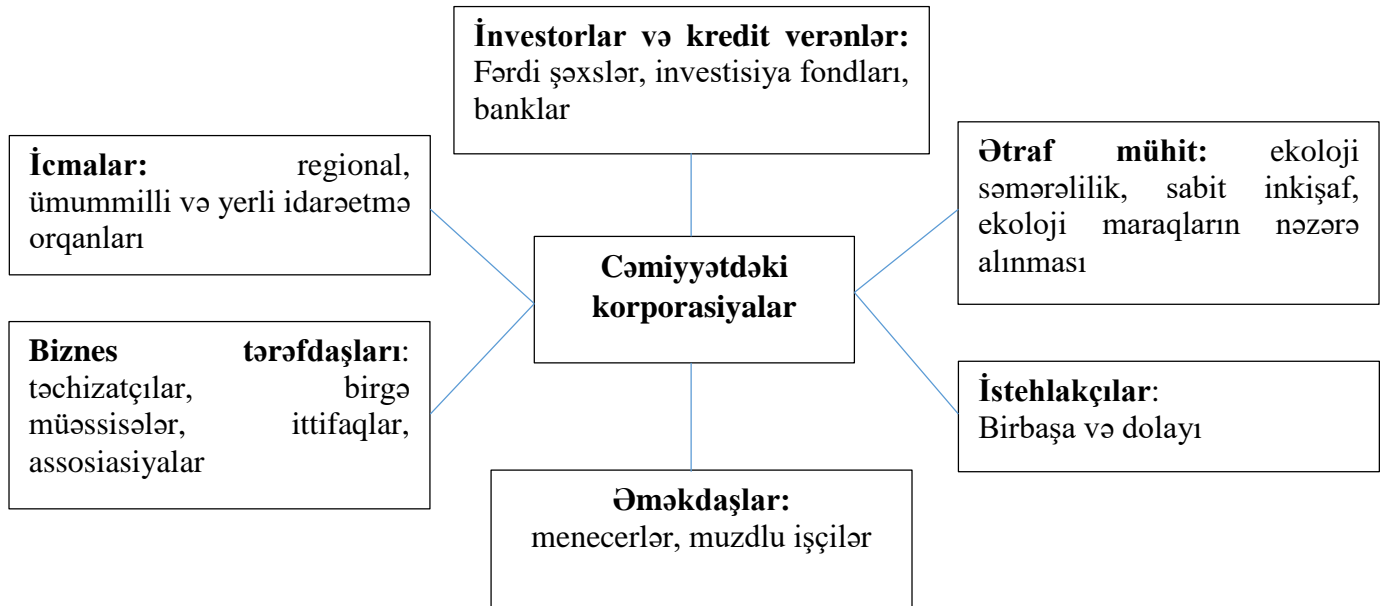 İnvestorlar və kredit verənlər:
Fərdi şəxslər, investisiya fondları,
banklar
İcmalar: regional,
ümummilli və yerli idarəetmə
orqanları
Ətraf mühit: ekoloji
səmərəlilik, sabit inkişaf,
ekoloji maraqların nəzərə
alınması
Cəmiyyətdəki
korporasiyalar
Biznes tərəfdaşları:
təchizatçılar, birgə
müəssisələr, ittifaqlar,
assosiasiyalar
İstehlakçılar:
Birbaşa və dolayı
Əməkdaşlar:
menecerlər, muzdlu işçilər